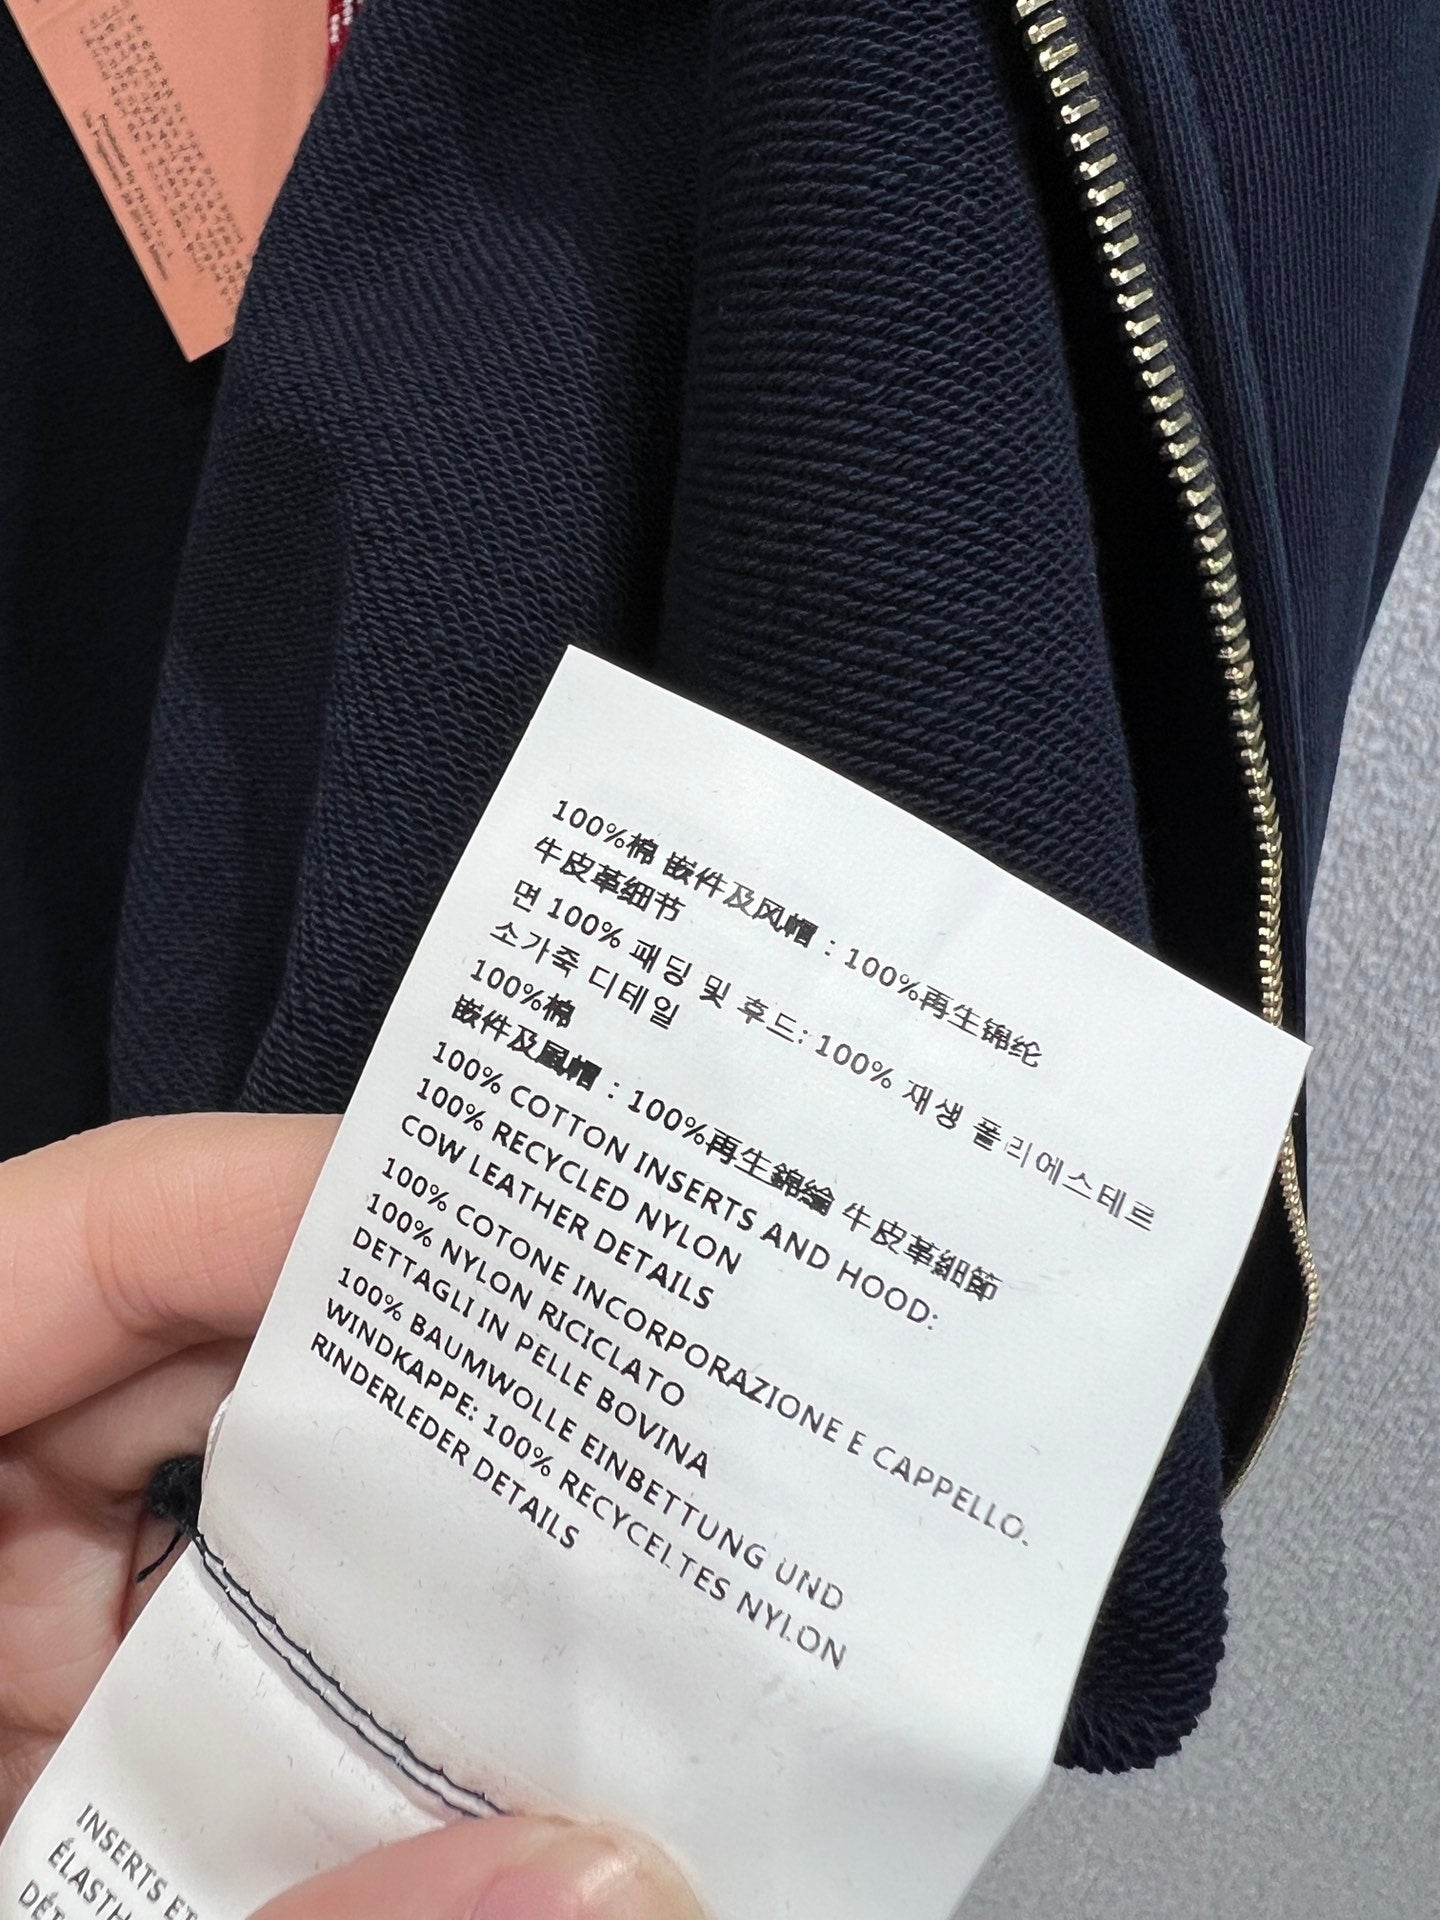 100%棉 嵌件及风帽：100%再生锦纶
牛皮革细节
면 100% 패딩 및 후드: 100% 재생 폴리에스테르
소가죽 디테일
100%棉
嵌件及風帽：100%再生錦綸 牛皮革細節
100% COTTON INSERTS AND HOOD:
100% RECYCLED NYLON
COW LEATHER DETAILS
100% COTONE INCORPORAZIONE E CAPPELLO.
100% NYLON RICICLATO
DETTAGLI IN PELLE BOVINA
100% BAUMWOLLE EINBETTUNG UND
WINDKAPPE: 100% RECYCELTES NYLON
RINDERLEDER DETAILS
INSERTS ET